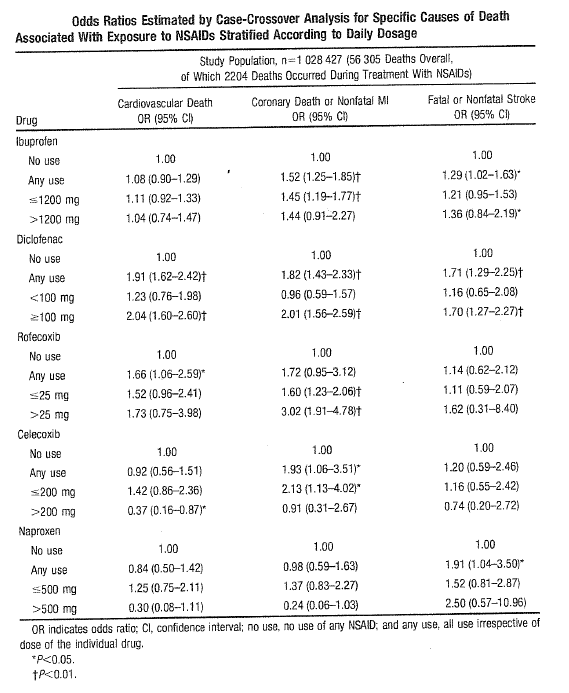 Odds Ratios Estimated by Case-Crossover Analysis for Specific Causes of Death
Associated With Exposure to NSAIDs Stratified According to Daily Dosage
Study Population, n=1 028 427 (56 305 Deaths Overall,
of Which 2204 Deaths Occurred During Treatment With NSAIDs)
Cardiovascular Death Coronary Death or Nonfatal MI Fatal or Nonfatal Stroke
Drug OR (95% CI) OR (95% CI) OR (95% CI)
Ibuprofen
No use 1.00 1.00 1.00
Any use 1.08 (0.90–1.29) 1.52 (1.25–1.85)† 1.29 (1.02–1.63)*
≤1200 mg 1.11 (0.92–1.33) 1.45 (1.19–1.77)† 1.21 (0.95–1.53)
>1200 mg 1.04 (0.74–1.47) 1.44 (0.91–2.27) 1.36 (0.84–2.19)*
Diclofenac
No use 1.00 1.00 1.00
Any use 1.91 (1.62–2.42)† 1.82 (1.43–2.33)† 1.71 (1.29–2.25)†
<100 mg 1.23 (0.76–1.98) 0.96 (0.59–1.57) 1.16 (0.65–2.08)
≥100 mg 2.04 (1.60–2.60)† 2.01 (1.56–2.59)† 1.70 (1.27–2.27)†
Rofecoxib
No use 1.00 1.00 1.00
Any use 1.66 (1.06–2.59)* 1.72 (0.95–3.12) 1.14 (0.62–2.12)
≤25 mg 1.52 (0.96–2.41) 1.60 (1.23–2.06)† 1.11 (0.59–2.07)
>25 mg 1.73 (0.75–3.98) 3.02 (1.91–4.78)† 1.62 (0.31–8.40)
Celecoxib
No use 1.00 1.00 1.00
Any use 0.92 (0.56–1.51) 1.93 (1.06–3.51)* 1.20 (0.59–2.46)
≤200 mg 1.42 (0.86–2.36) 2.13 (1.13–4.02)* 1.16 (0.55–2.42)
>200 mg 0.37 (0.16–0.87)* 0.91 (0.31–2.67) 0.74 (0.20–2.72)
Naproxen
No use 1.00 1.00 1.00
Any use 0.84 (0.50–1.42) 0.98 (0.59–1.63) 1.91 (1.04–3.50)*
≤500 mg 1.25 (0.75–2.11) 1.37 (0.83–2.27) 1.52 (0.81–2.87)
>500 mg 0.30 (0.08–1.11) 0.24 (0.06–1.03) 2.50 (0.57–10.96)
OR indicates odds ratio; CI, confidence interval; no use, no use of any NSAID; and any use, all use irrespective of
dose of the individual drug.
*P<0.05.
†P<0.01.